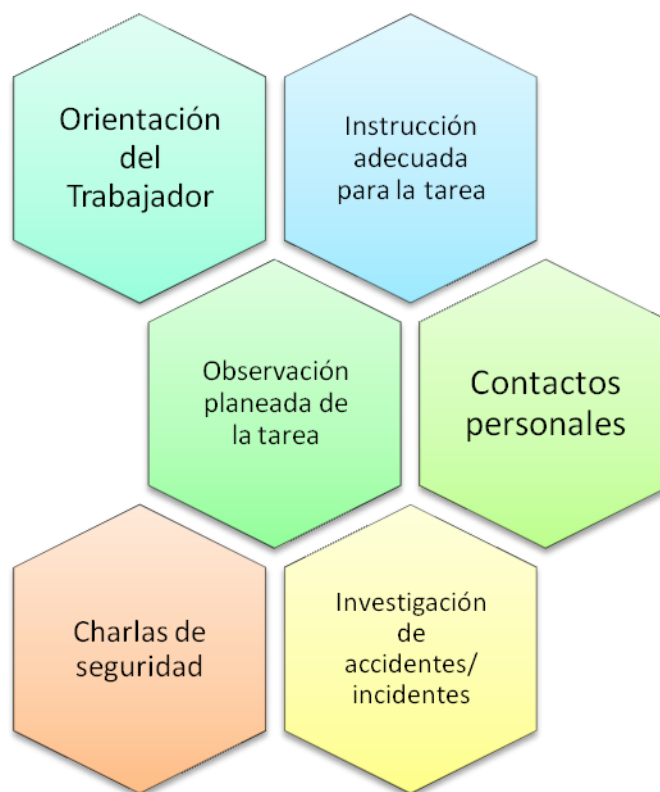 Orientación
del
Trabajador
Instrucción
adecuada
para la tarea
Observación
planeada de
la tarea
Contactos
personales
Charlas de
seguridad
Investigación
de
accidentes/
incidentes